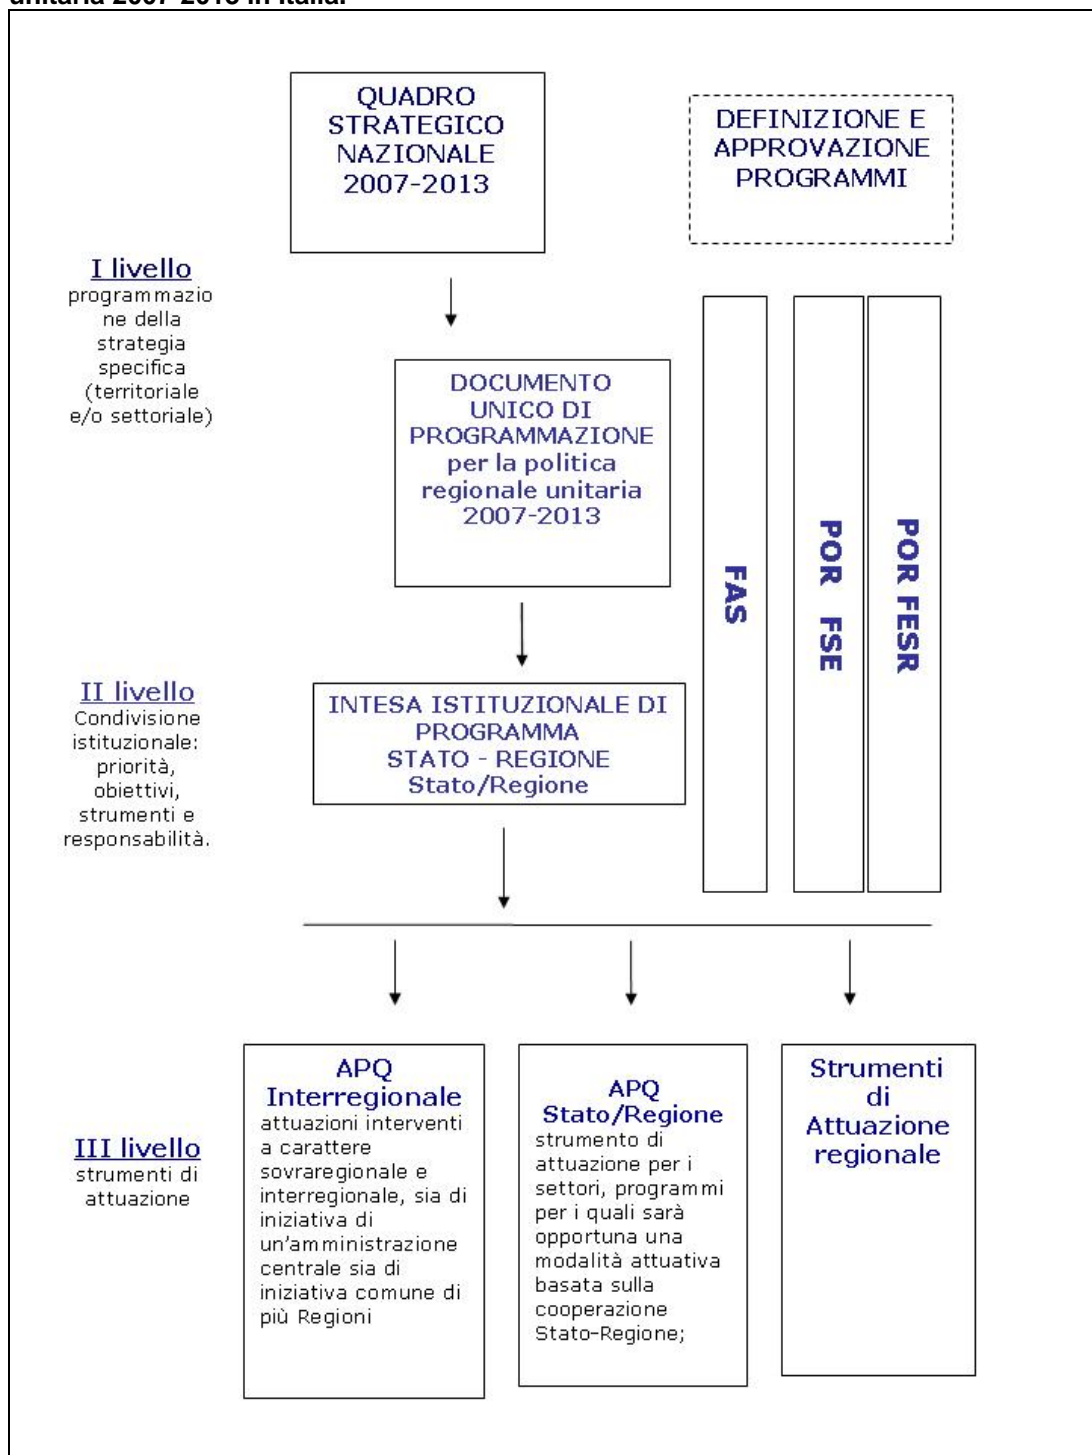 unitaria 2007-2013 in Italia.
QUADRO
STRATEGICO
NAZIONALE
2007-2013
DEFINIZIONE E
APPROVAZIONE
PROGRAMMI
I livello
programmazio
ne della
strategia
specifica
(territoriale
e/o settoriale)
DOCUMENTO
UNICO DI
PROGRAMMAZIONE
per la politica
regionale unitaria
2007-2013
FAS
POR FSE
POR FESR
II livello
Condivisione
istituzionale:
priorità,
obiettivi,
strumenti e
responsabilità.
INTESA ISTITUZIONALE DI
PROGRAMMA
STATO - REGIONE
Stato/Regione
III livello
strumenti di
attuazione
APQ
Interregionale
attuazioni interventi
a carattere
sovraregionale e
interregionale, sia di
iniziativa di
un'amministrazione
centrale sia di
iniziativa comune di
più Regioni
APQ
Stato/Regione
strumento di
attuazione per i
settori, programmi
per i quali sarà
opportuna una
modalità attuativa
basata sulla
cooperazione
Stato-Regione;
Strumenti
di
Attuazione
regionale